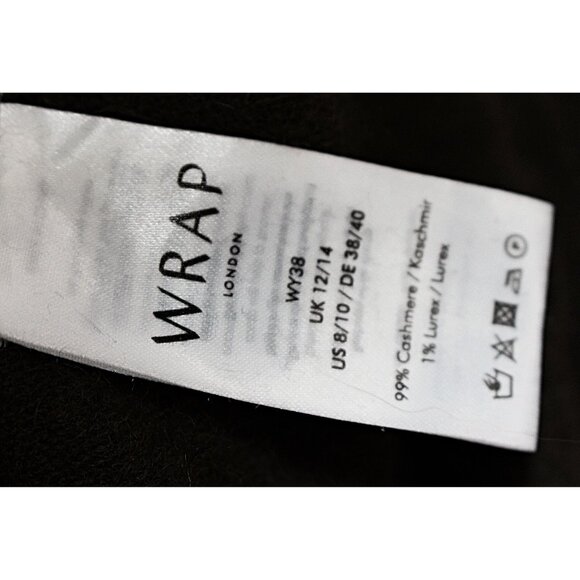 WRAP
LONDON
WY38
UK 12/14
US 8/10 / DE 38/40
99% Cashmere / Kaschmir
1% Lurex / Lurex